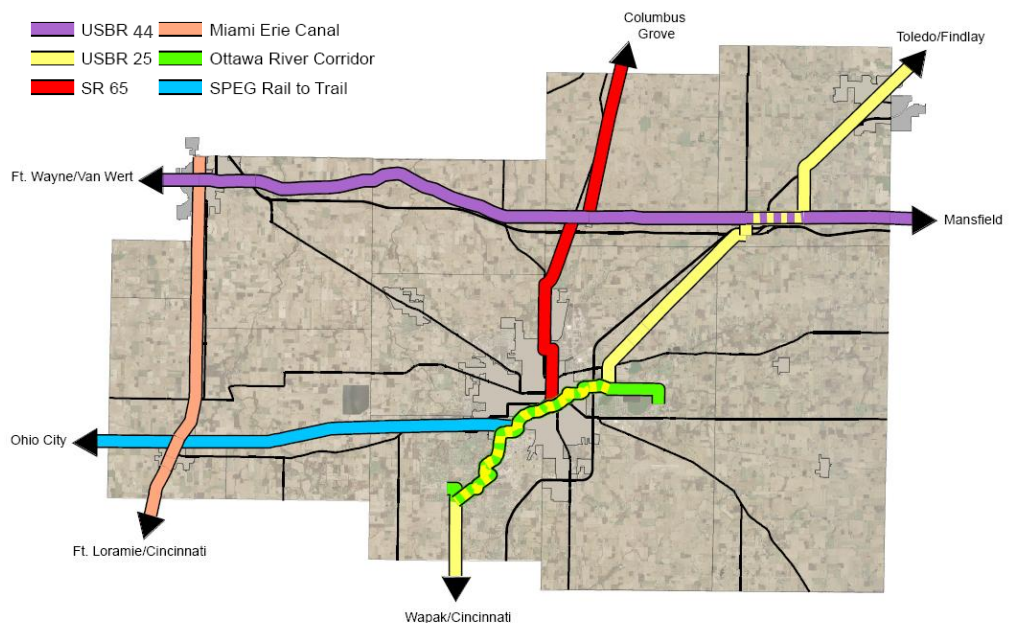 USBR 44
Miami Erie Canal
USBR 25
Ottawa River Corridor
SR 65
SPEG Rail to Trail
Columbus
Grove
Toledo/Findlay
Ft. Wayne/Van Wert
Mansfield
Ohio City
Ft. Loramie/Cincinnati
Wapak/Cincinnati